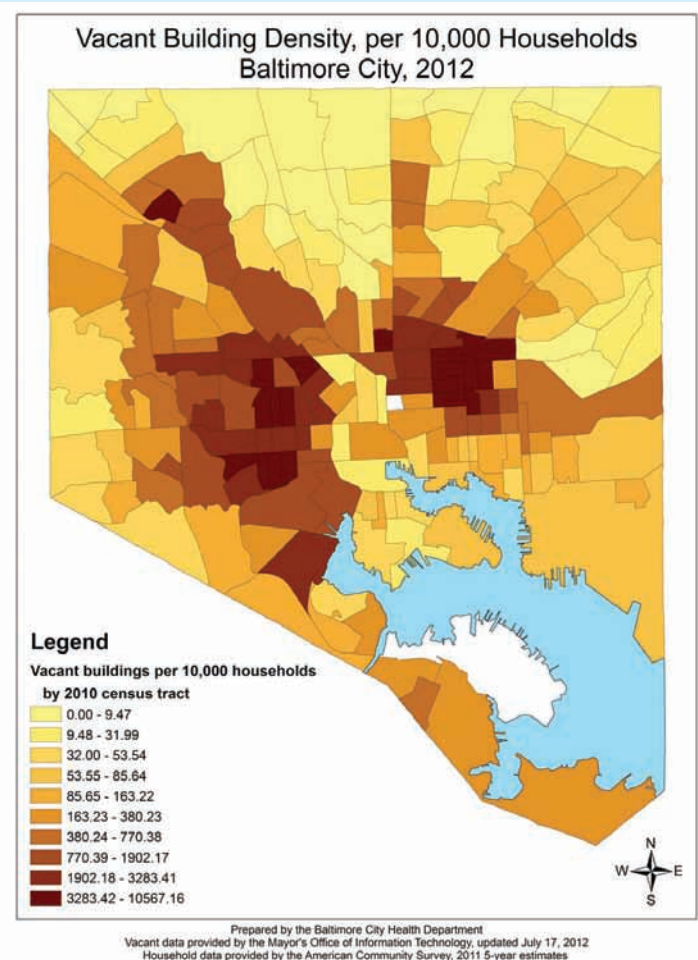 Vacant Building Density, per 10,000 Households
Baltimore City, 2012
Legend
Vacant buildings per 10,000 households
by 2010 census tract
0.00 - 9.47
9.48 - 31.99
32.00 - 53.54
53.55 - 85.64
85.65 - 163.22
163.23 - 380.23
380.24 - 770.38
770.39 - 1902.17
1902.18 - 3283.41
3283.42 - 10567.16
N
W E
S
Prepared by the Baltimore City Health Department
Vacant data provided by the Mayor's Office of Information Technology, updated July 17, 2012
Household data provided by the American Community Survey, 2011 5-year estimates